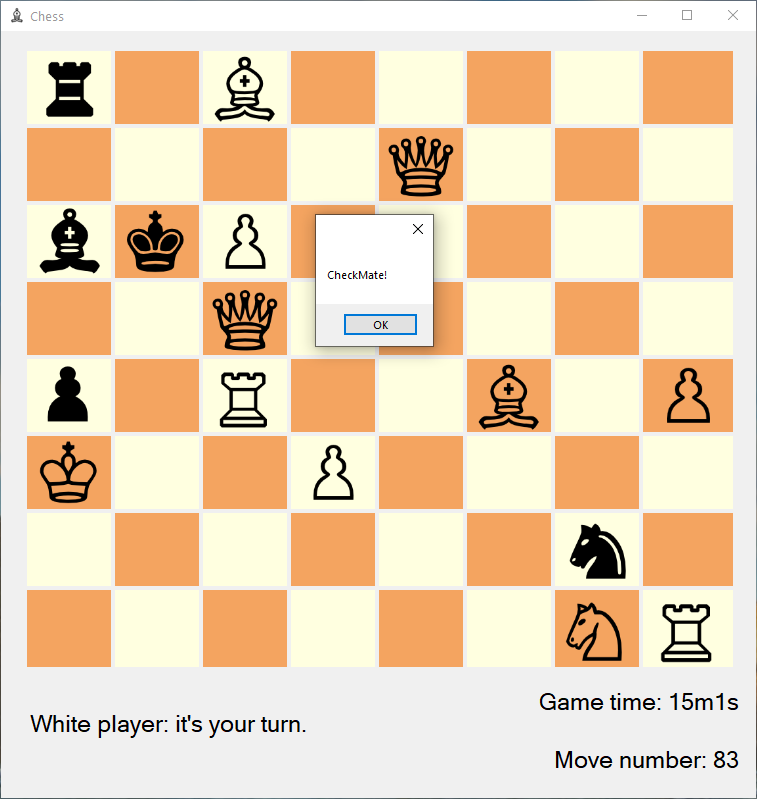 Chess
CheckMate!
OK
Game time: 15m1s
White player: it's your turn.
Move number: 83